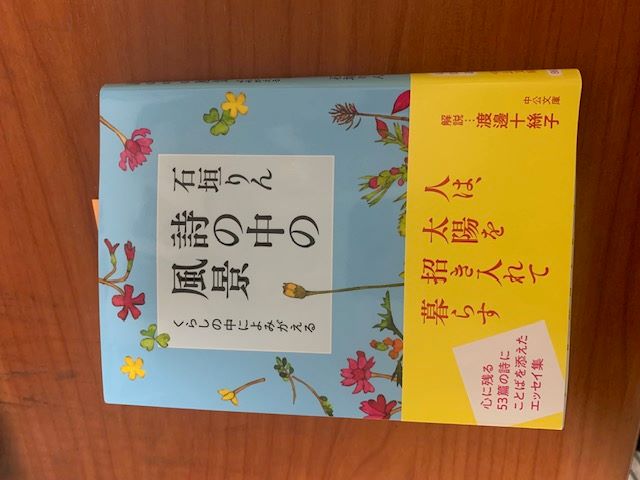 石垣りん
詩の中の
風景
くらしの中によみがえる
中公文庫
解説…渡邊十絲子
人は、
太陽を
招き入れて
暮らす
心に残る
53篇の詩に
ことばを添えた
エッセイ集